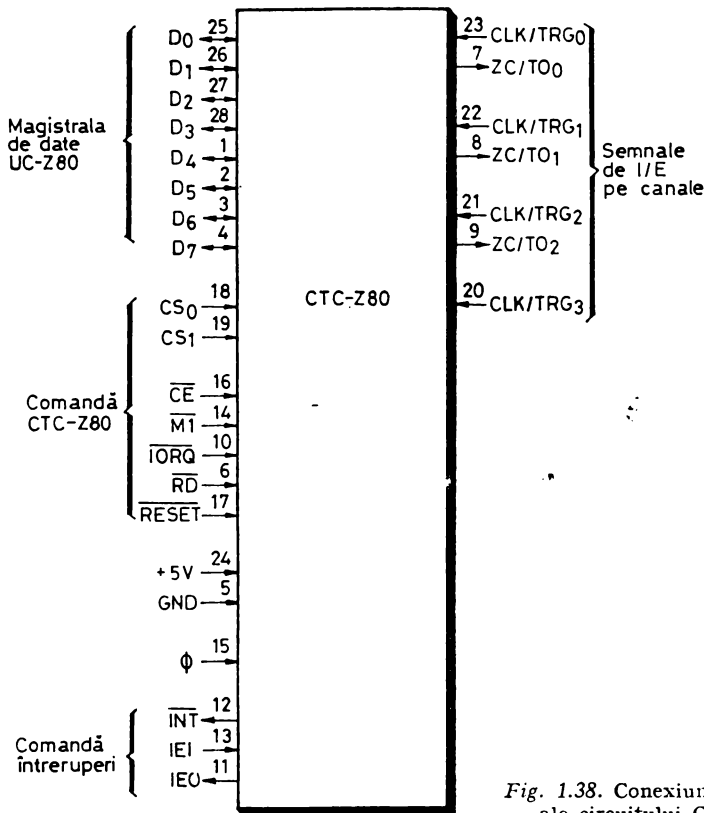 D0 25
D1 26
D2 27
D3 28
D4 1
D5 2
D6 3
D7 4
Magistrala
de date
UC-Z80
CS0 18
CS1 19
CE 16
M1 14
IORQ 10
RD 6
RESET 17
Comandă
CTC-Z80
+5V 24
GND 5
Φ 15
INT 12
IEI 13
IEO 11
Comandă
întreruperi
CTC-Z80
23 CLK/TRG0
7 ZC/TO0
22 CLK/TRG1
8 ZC/TO1
21 CLK/TRG2
9 ZC/TO2
20 CLK/TRG3
Semnale
de I/E
pe canale
Fig. 1.38. Conexiun
ale circuitului C